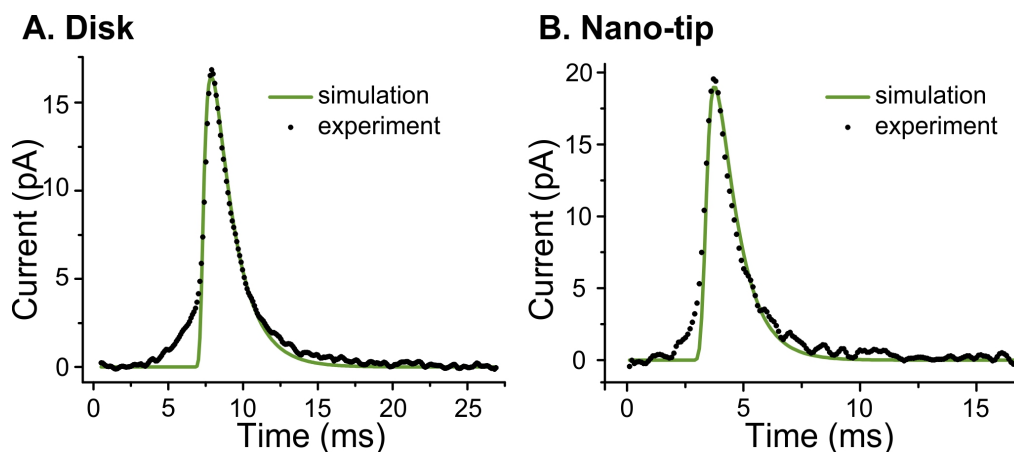 A. Disk
simulation
experiment
Current (pA)
15
10
5
0
0 5 10 15 20 25
Time (ms)
B. Nano-tip
simulation
experiment
Current (pA)
20
15
10
5
0
0 5 10 15
Time (ms)